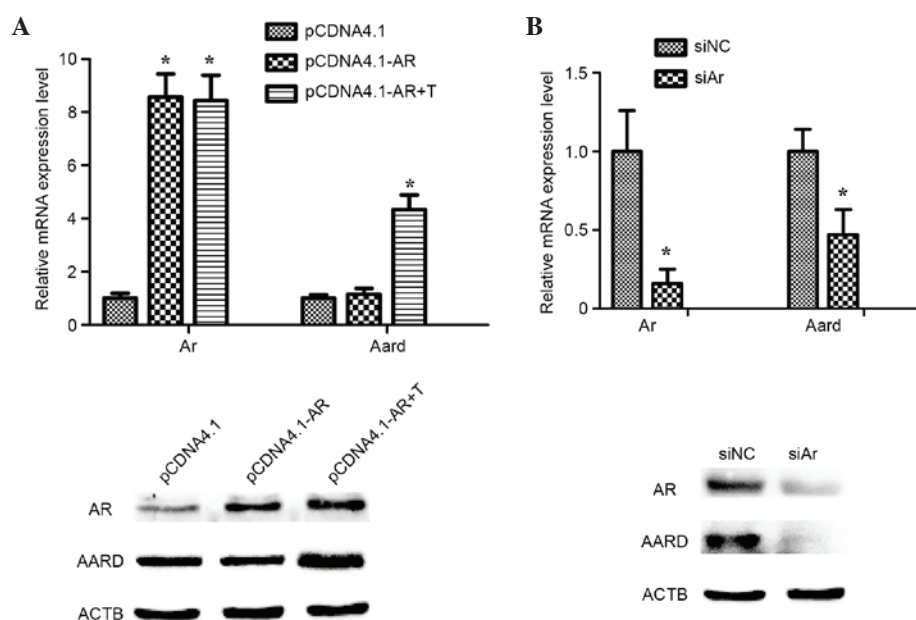 A
pCDNA4.1
pCDNA4.1-AR
pCDNA4.1-AR+T
Relative mRNA expression level
10
8
6
4
2
0
*
*
*
Ar
Aard
pCDNA4.1
pCDNA4.1-AR
pCDNA4.1-AR+T
AR
AARD
ACTB
B
siNC
siAr
Relative mRNA expression level
1.5
1.0
0.5
0
*
*
Ar
Aard
siNC
siAr
AR
AARD
ACTB